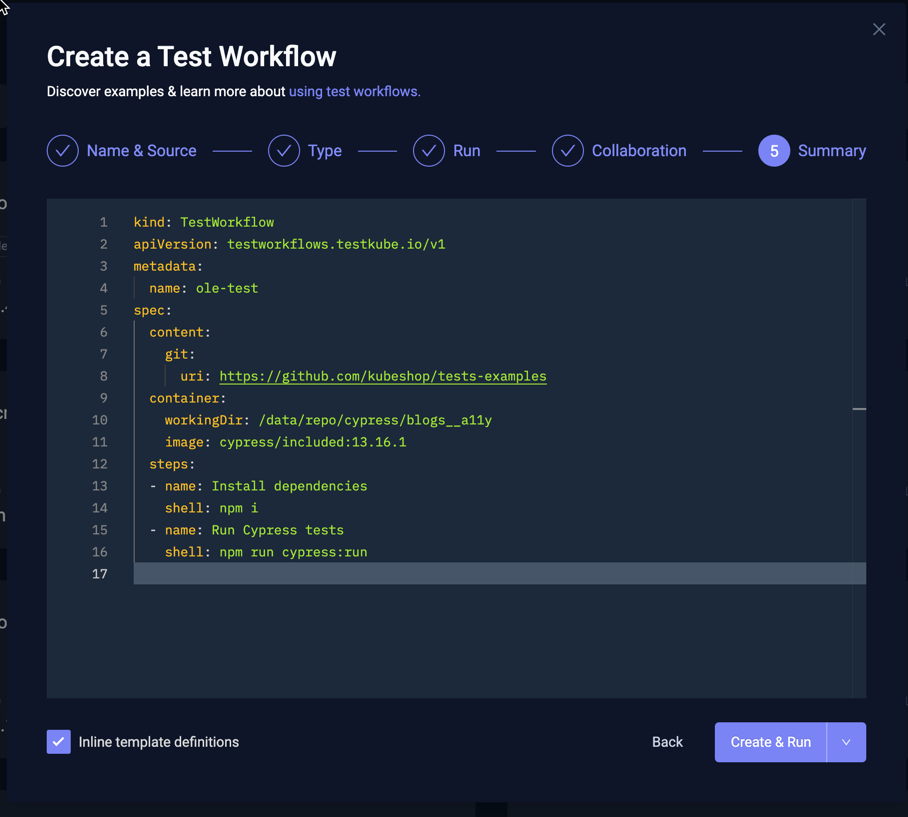 Create a Test Workflow
Discover examples & learn more about using test workflows.
Name & Source
Type
Run
Collaboration
5 Summary
1 kind: TestWorkflow
2 apiVersion: testworkflows.testkube.io/v1
3 metadata:
4   name: ole-test
5 spec:
6   content:
7     git:
8       uri: https://github.com/kubeshop/tests-examples
9   container:
10     workingDir: /data/repo/cypress/blogs__a11y
11     image: cypress/included:13.16.1
12   steps:
13   - name: Install dependencies
14     shell: npm i
15   - name: Run Cypress tests
16     shell: npm run cypress:run
17
Inline template definitions
Back
Create & Run